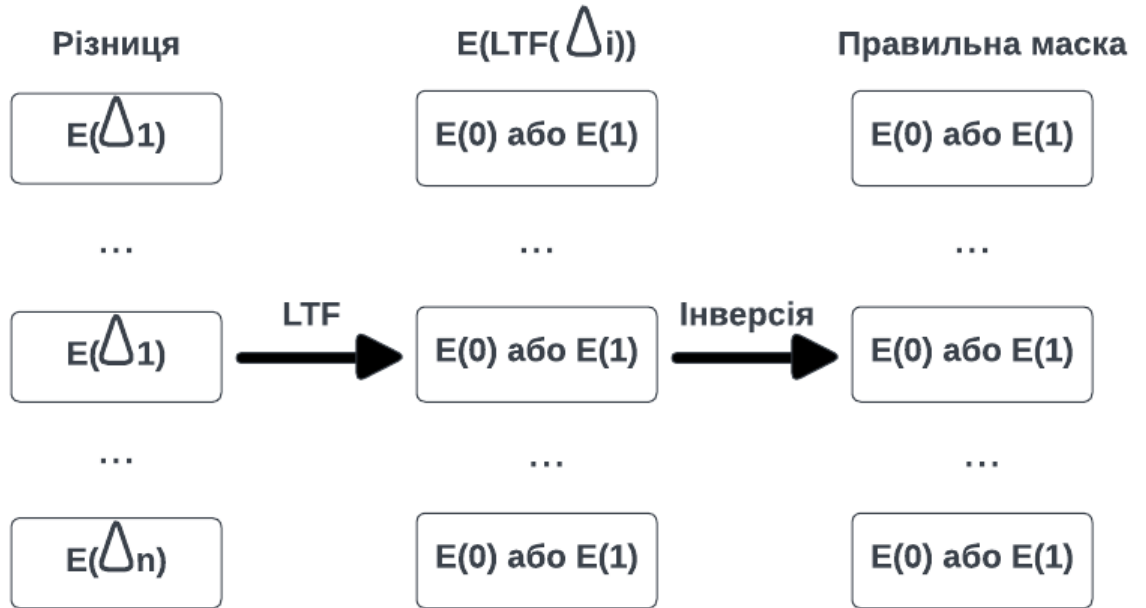 Різниця
E(LTF(Δi))
Правильна маска
E(Δ1)
E(0) або E(1)
E(0) або E(1)
...
...
...
E(Δ1)
LTF
E(0) або E(1)
Інверсія
E(0) або E(1)
...
...
...
E(Δn)
E(0) або E(1)
E(0) або E(1)